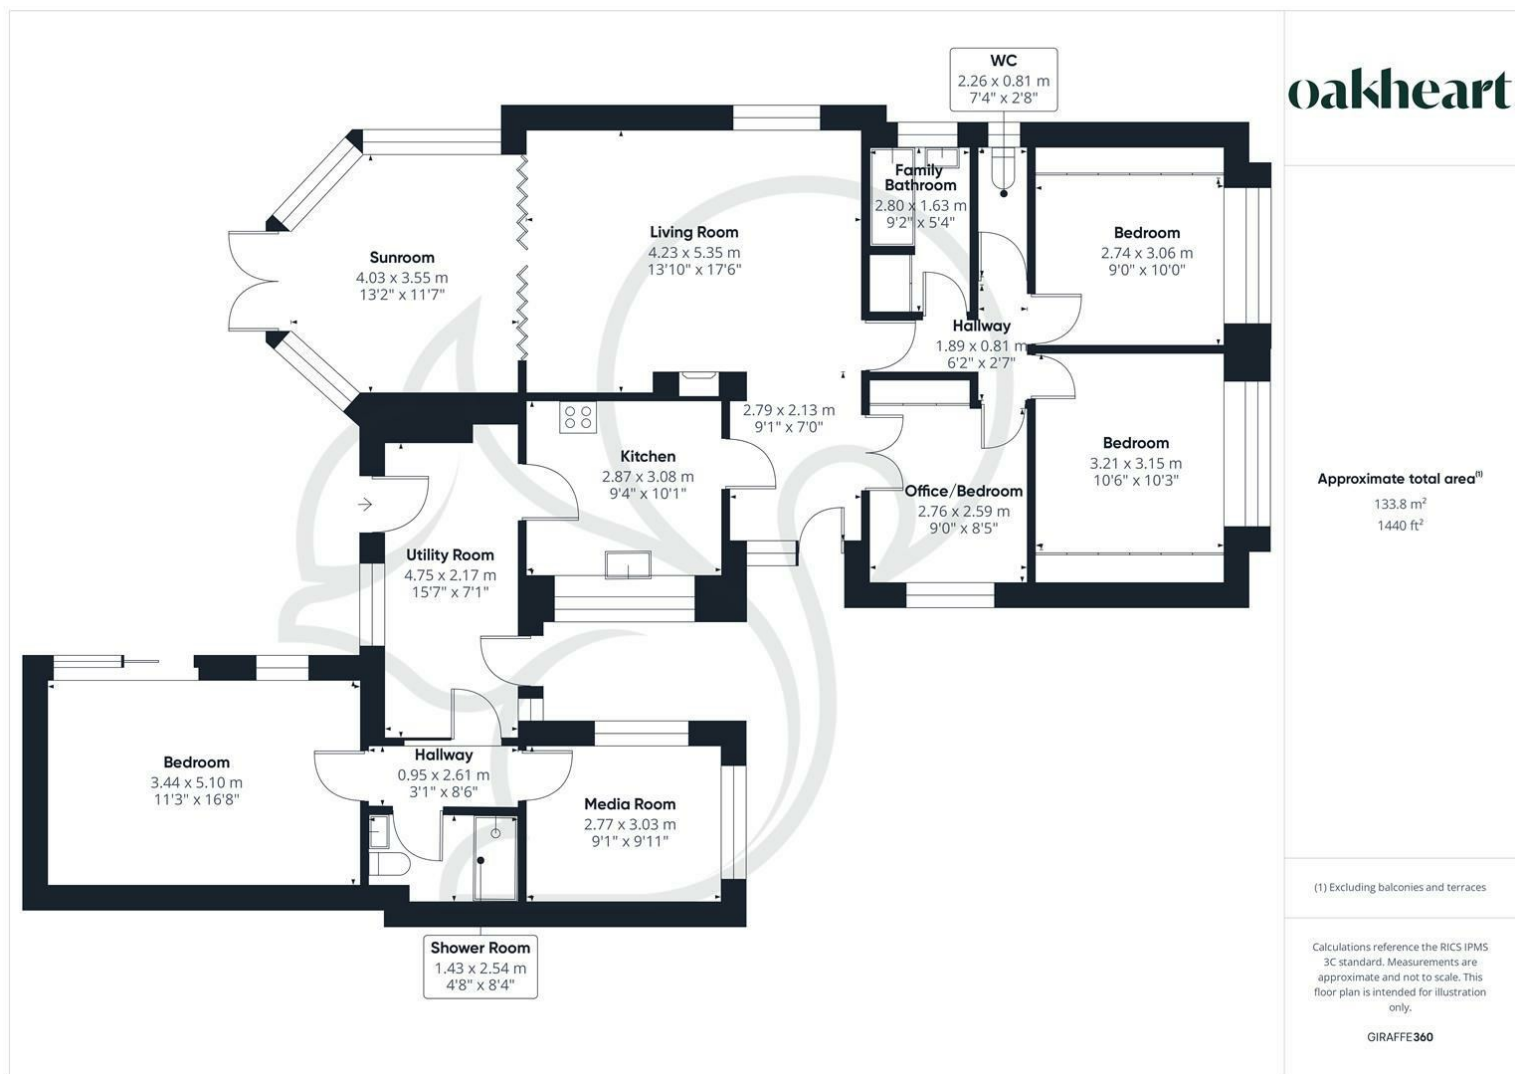 WC
2.26 x 0.81 m
7'4" x 2'8"
oakheart
Family
Bathroom
2.80 x 1.63 m
9'2" x 5'4"
Living Room
4.23 x 5.35 m
13'10" x 17'6"
Bedroom
2.74 x 3.06 m
9'0" x 10'0"
Sunroom
4.03 x 3.55 m
13'2" x 11'7"
Hallway
1.89 x 0.81 m
6'2" x 2'7"
2.79 x 2.13 m
9'1" x 7'0"
Kitchen
2.87 x 3.08 m
9'4" x 10'1"
Bedroom
3.21 x 3.15 m
10'6" x 10'3"
Office/Bedroom
2.76 x 2.59 m
9'0" x 8'5"
Utility Room
4.75 x 2.17 m
15'7" x 7'1"
Approximate total area(1)
133.8 m²
1440 ft²
Bedroom
3.44 x 5.10 m
11'3" x 16'8"
Hallway
0.95 x 2.61 m
3'1" x 8'6"
Media Room
2.77 x 3.03 m
9'1" x 9'11"
Shower Room
1.43 x 2.54 m
4'8" x 8'4"
(1) Excluding balconies and terraces
Calculations reference the RICS IPMS
3C standard. Measurements are
approximate and not to scale. This
floor plan is intended for illustration
only.
GIRAFFE360